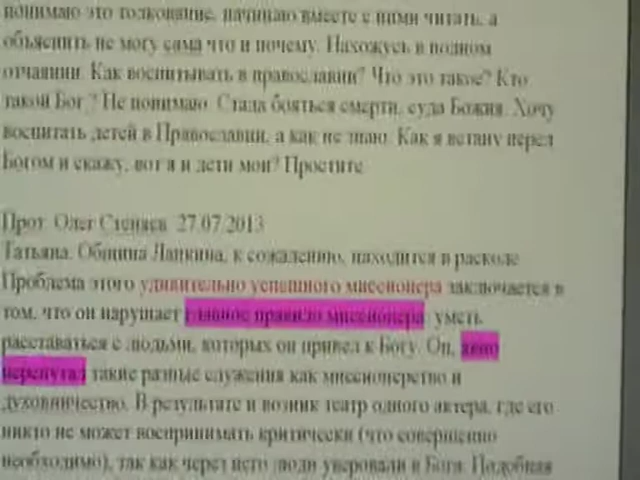 понимаю это толкование, начинаю вместе с ними читать, а
объяснить не могу сама что и почему. Нахожусь в полном
отчаянии. Как воспитывать в православии? Что это такое? Кто
такой Бог ? Не понимаю. Стала бояться смерти, суда Божия. Хочу
воспитать детей в Православии, а как не знаю. Как я встану перед
Богом и скажу, вот я и дети мои? Простите
Прот. Олег Стеняев 27.07.2013
Татьяна. Община Лапкина, к сожалению, находится в расколе
Проблема этого удивительно успешного миссионера заключается в
том, что он нарушает главное правило миссионера уметь
расставаться с людьми, которых он привел к Богу. Он, явно
перепутал такие разные служения как миссионерство и
духовничество. В результате и возник театр одного актера, где его
никто не может воспринимать критически (что совершенно
необходимо), так как через него люди уверовали в Бога. Подобная